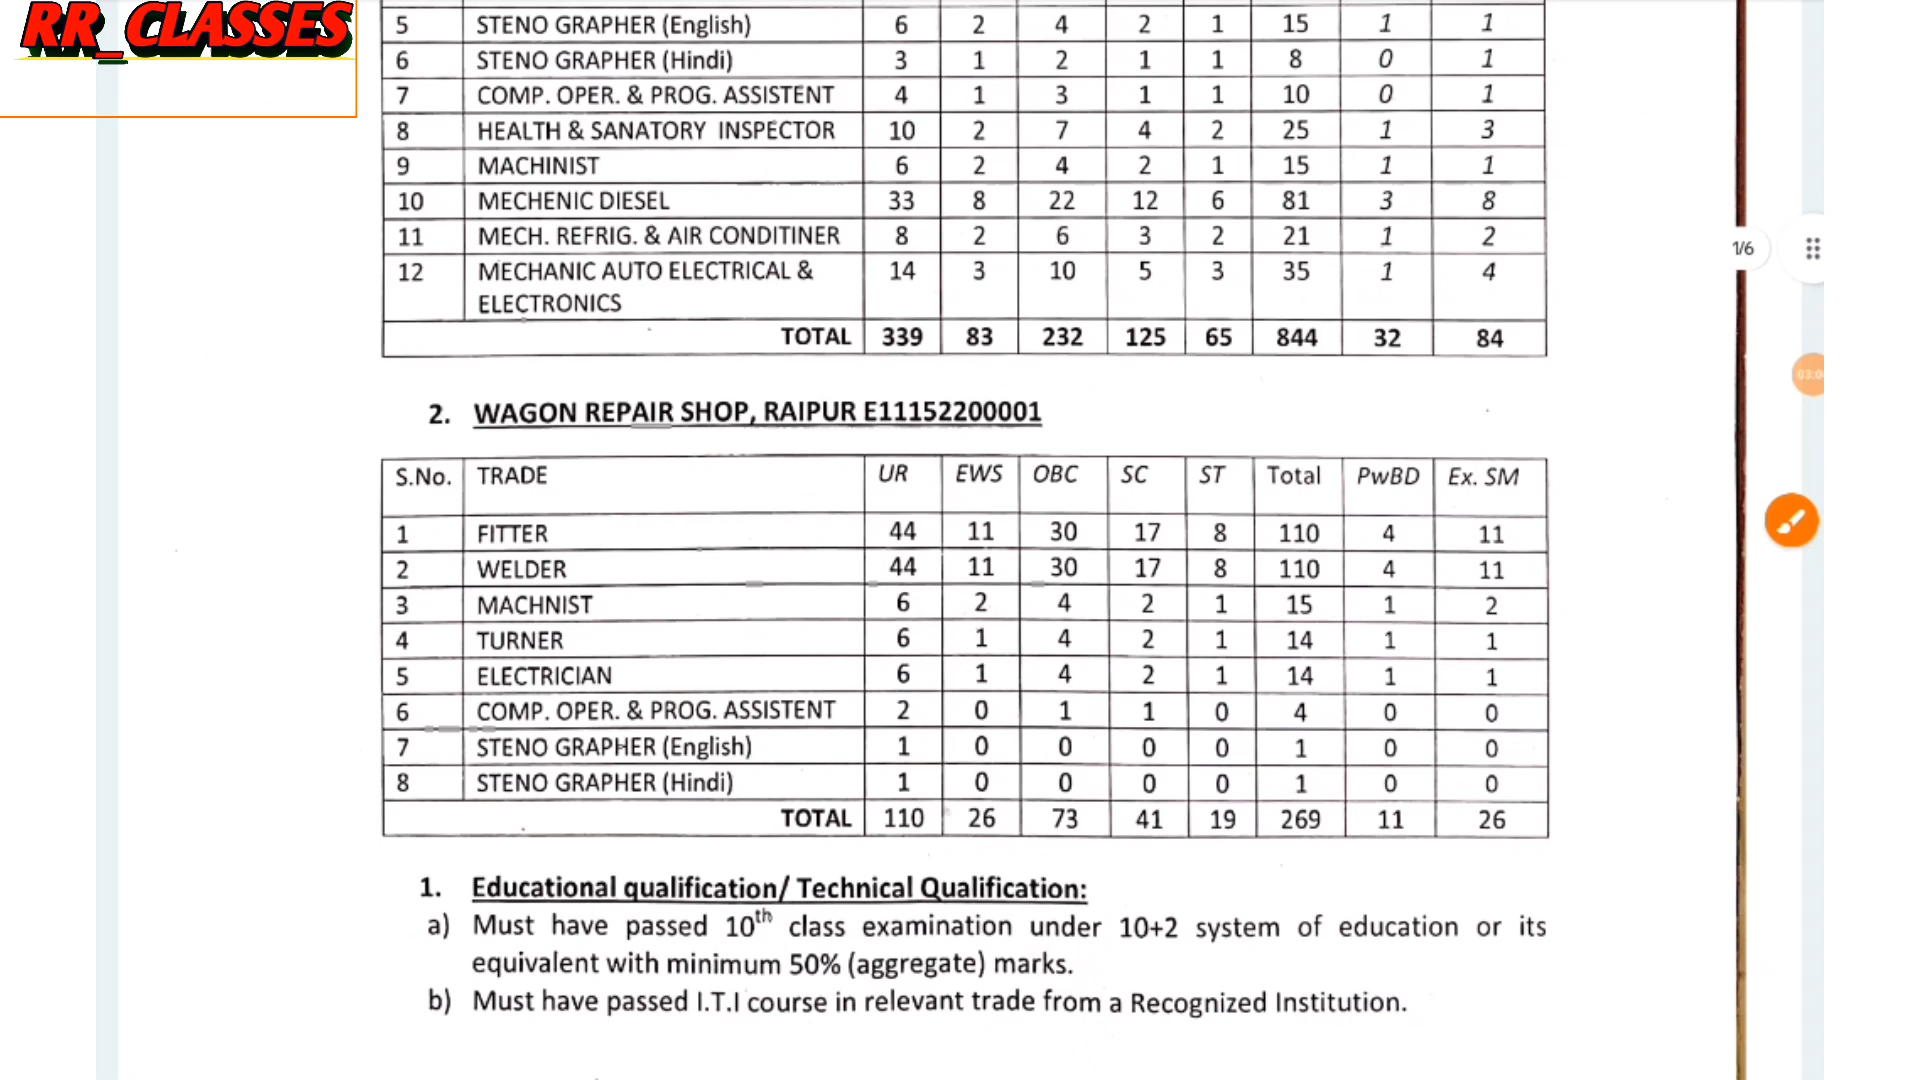 RR_CLASSES
5 STENO GRAPHER (English) 6 2 4 2 1 15 1 1
6 STENO GRAPHER (Hindi) 3 1 2 1 1 8 0 1
7 COMP. OPER. & PROG. ASSISTENT 4 1 3 1 1 10 0 1
8 HEALTH & SANATORY INSPECTOR 10 2 7 4 2 25 1 3
9 MACHINIST 6 2 4 2 1 15 1 1
10 MECHENIC DIESEL 33 8 22 12 6 81 3 8
11 MECH. REFRIG. & AIR CONDITINER 8 2 6 3 2 21 1 2
12 MECHANIC AUTO ELECTRICAL & 14 3 10 5 3 35 1 4
ELECTRONICS
TOTAL 339 83 232 125 65 844 32 84
2. WAGON REPAIR SHOP, RAIPUR E11152200001
S.No. TRADE UR EWS OBC SC ST Total PwBD Ex. SM
1 FITTER 44 11 30 17 8 110 4 11
2 WELDER 44 11 30 17 8 110 4 11
3 MACHNIST 6 2 4 2 1 15 1 2
4 TURNER 6 1 4 2 1 14 1 1
5 ELECTRICIAN 6 1 4 2 1 14 1 1
6 COMP. OPER. & PROG. ASSISTENT 2 0 1 1 0 4 0 0
7 STENO GRAPHER (English) 1 0 0 0 0 1 0 0
8 STENO GRAPHER (Hindi) 1 0 0 0 0 1 0 0
TOTAL 110 26 73 41 19 269 11 26
1. Educational qualification/ Technical Qualification:
a) Must have passed 10th class examination under 10+2 system of education or its
equivalent with minimum 50% (aggregate) marks.
b) Must have passed I.T.I course in relevant trade from a Recognized Institution.
1/6